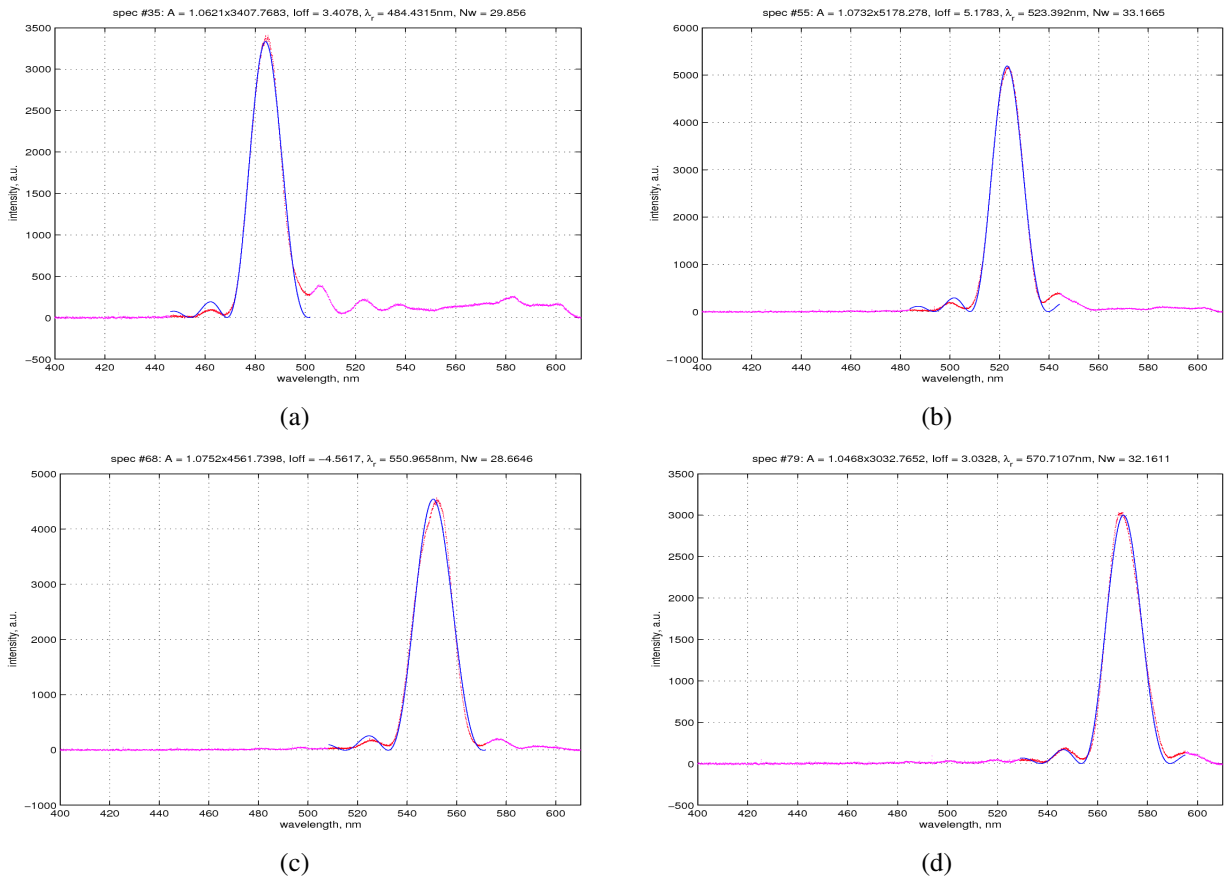 spec #35: A = 1.0621x3407.7683, Ioff = 3.4078, λr = 484.4315nm, Nw = 29.856
3500
3000
2500
2000
1500
1000
500
0
−500
intensity, a.u.
400 420 440 460 480 500 520 540 560 580 600
wavelength, nm
(a)
spec #55: A = 1.0732x5178.278, Ioff = 5.1783, λr = 523.392nm, Nw = 33.1665
6000
5000
4000
3000
2000
1000
0
−1000
intensity, a.u.
400 420 440 460 480 500 520 540 560 580 600
wavelength, nm
(b)
spec #68: A = 1.0752x4561.7398, Ioff = −4.5617, λr = 550.9658nm, Nw = 28.6646
5000
4000
3000
2000
1000
0
−1000
intensity, a.u.
400 420 440 460 480 500 520 540 560 580 600
wavelength, nm
(c)
spec #79: A = 1.0468x3032.7652, Ioff = 3.0328, λr = 570.7107nm, Nw = 32.1611
3500
3000
2500
2000
1500
1000
500
0
−500
intensity, a.u.
400 420 440 460 480 500 520 540 560 580 600
wavelength, nm
(d)